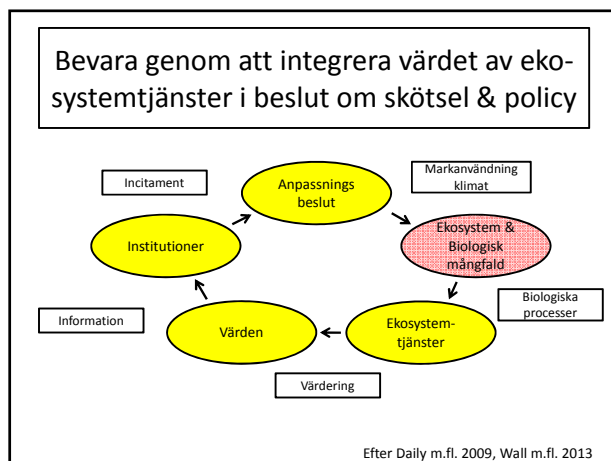 Bevara genom att integrera värdet av eko-
systemtjänster i beslut om skötsel & policy
Incitament
Anpassnings
beslut
Markanvändning
klimat
Institutioner
Ekosystem &
Biologisk
mångfald
Information
Värden
Ekosystem-
tjänster
Biologiska
processer
Värdering
Efter Daily m.fl. 2009, Wall m.fl. 2013